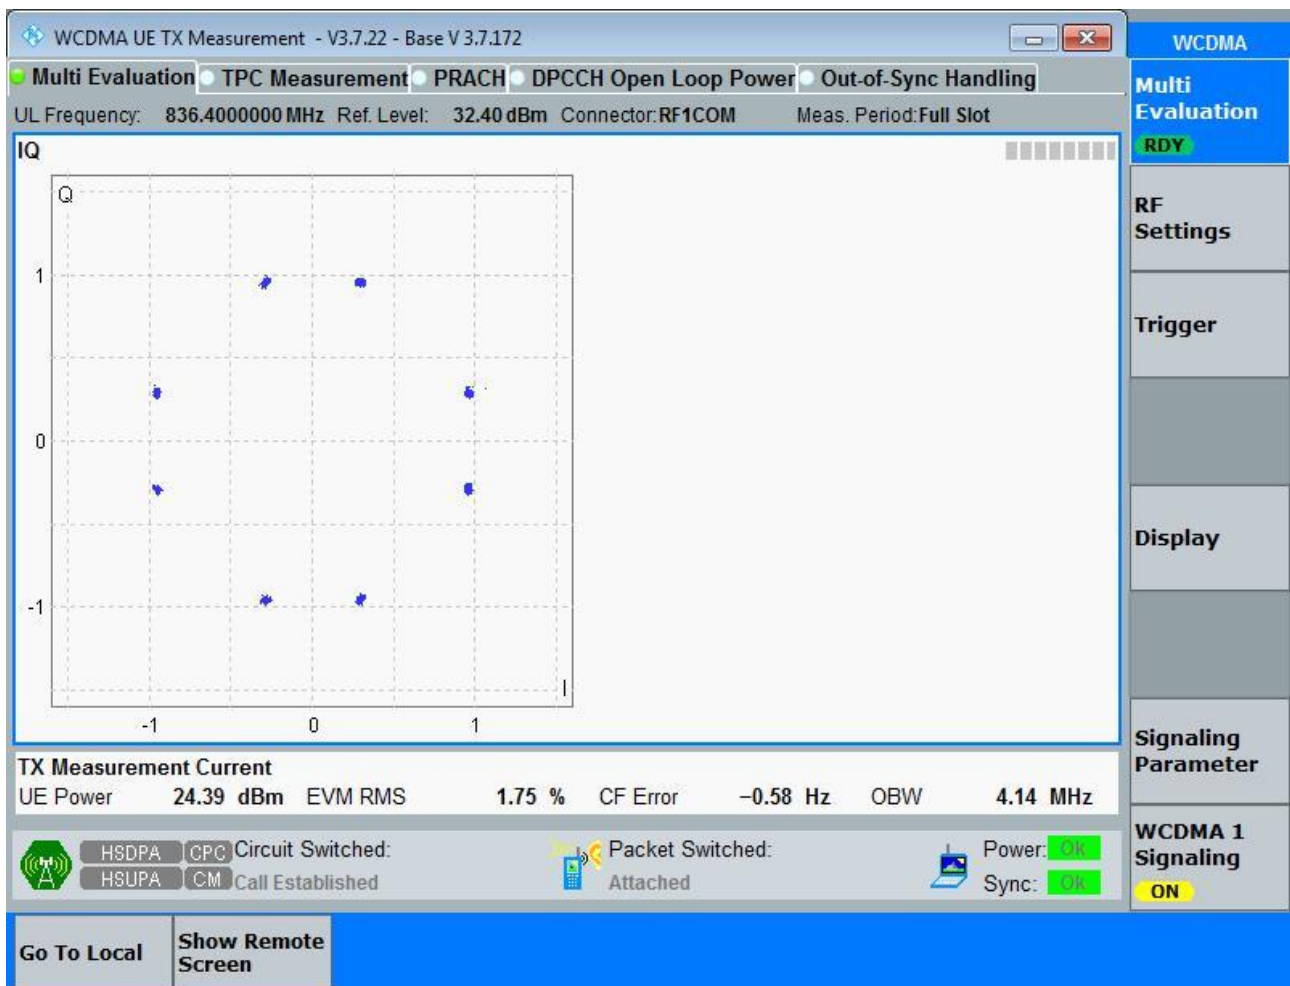 WCDMA UE TX Measurement - V3.7.22 - Base V 3.7.172
WCDMA
Multi Evaluation TPC Measurement PRACH DPCCH Open Loop Power Out-of-Sync Handling
UL Frequency: 836.4000000 MHz Ref. Level: 32.40 dBm Connector: RF1COM Meas. Period: Full Slot
IQ
Q
1
0
-1
I
-1 0 1
TX Measurement Current
UE Power 24.39 dBm EVM RMS 1.75 % CF Error −0.58 Hz OBW 4.14 MHz
HSDPA CPC Circuit Switched: Packet Switched: Power: Ok
HSUPA CM Call Established Attached Sync: Ok
Multi
Evaluation
RDY
RF
Settings
Trigger
Display
Signaling
Parameter
WCDMA 1
Signaling
ON
Go To Local
Show Remote
Screen